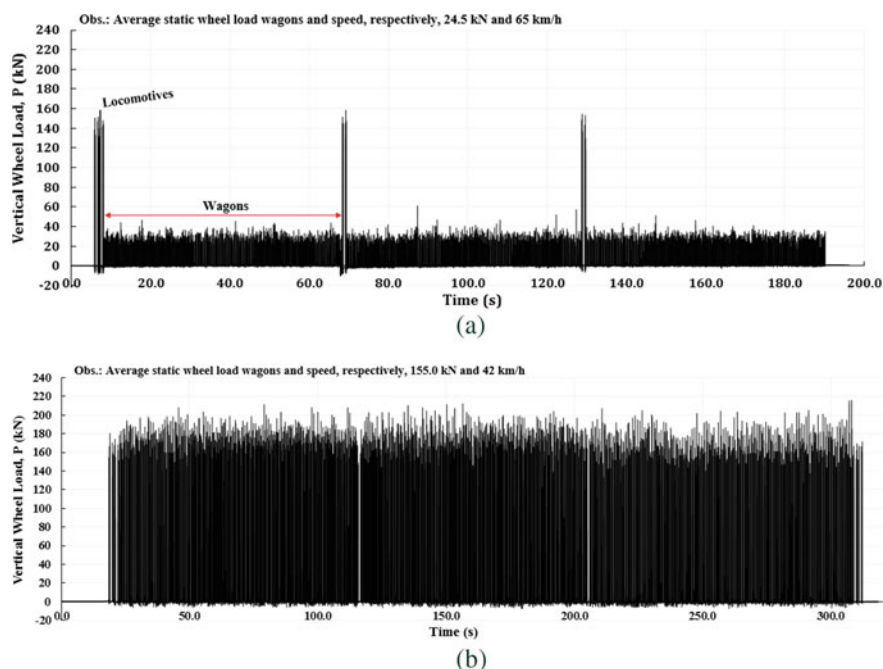 Obs.: Average static wheel load wagons and speed, respectively, 24.5 kN and 65 km/h
240
220
200
180
160
140
120
100
80
60
40
20
0
-20
Vertical Wheel Load, P (kN)
Locomotives
Wagons
0.0 20.0 40.0 60.0 80.0 100.0 120.0 140.0 160.0 180.0 200.0
Time (s)
(a)
Obs.: Average static wheel load wagons and speed, respectively, 155.0 kN and 42 km/h
240
220
200
180
160
140
120
100
80
60
40
20
0
-20
Vertical Wheel Load, P (kN)
0.0 50.0 100.0 150.0 200.0 250.0 300.0
Time (s)
(b)